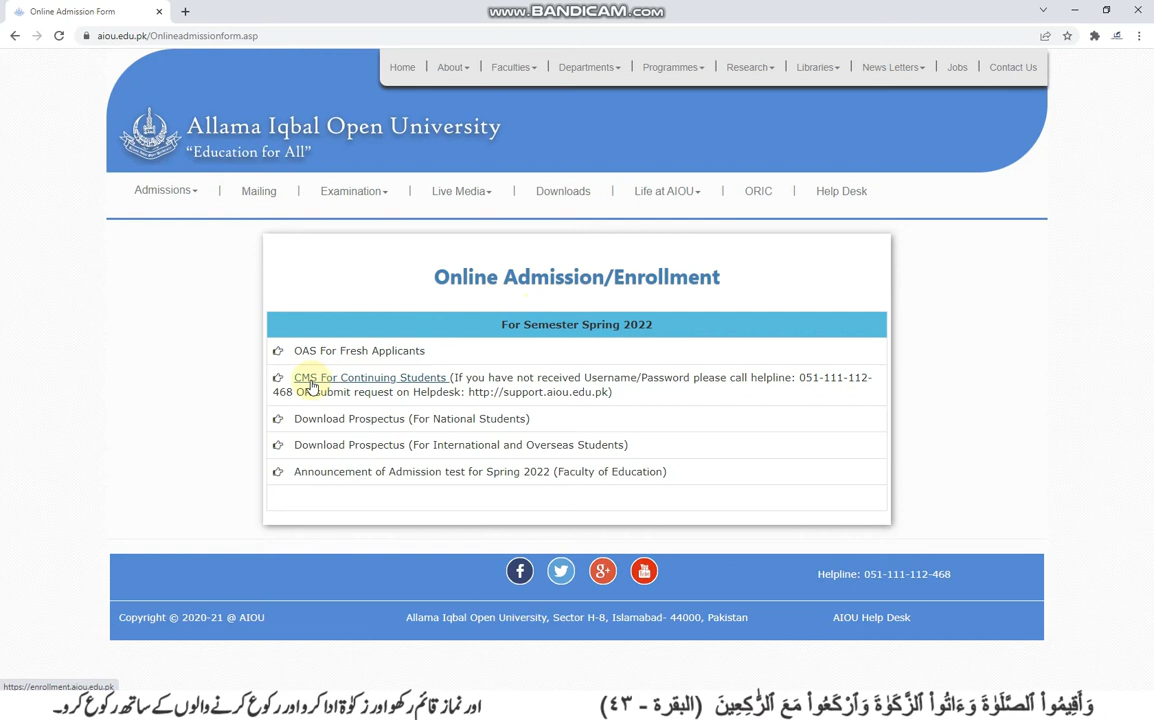 Online Admission Form
WWW.BANDICAM.COM
aiou.edu.pk/Onlineadmissionform.asp
Home | About | Faculties | Departments | Programmes | Research | Libraries | News Letters | Jobs | Contact Us
Allama Iqbal Open University
“Education for All”
Admissions | Mailing | Examination | Live Media | Downloads | Life at AIOU | ORIC | Help Desk
Online Admission/Enrollment
For Semester Spring 2022
OAS For Fresh Applicants
CMS For Continuing Students (If you have not received Username/Password please call helpline: 051-111-112-
468 OR submit request on Helpdesk: http://support.aiou.edu.pk)
Download Prospectus (For National Students)
Download Prospectus (For International and Overseas Students)
Announcement of Admission test for Spring 2022 (Faculty of Education)
Helpline: 051-111-112-468
Copyright © 2020-21 @ AIOU Allama Iqbal Open University, Sector H-8, Islamabad- 44000, Pakistan AIOU Help Desk
https://enrollment.aiou.edu.pk
وَأَقِيمُوا۟ ٱلصَّلَوٰةَ وَءَاتُوا۟ ٱلزَّكَوٰةَ وَٱرْكَعُوا۟ مَعَ ٱلرَّٰكِعِينَ (البقرة - ٤٣)
اور نماز قائم رکھو اور زکوٰۃ ادا کرو اور رکوع کرنے والوں کے ساتھ رکوع کرو۔